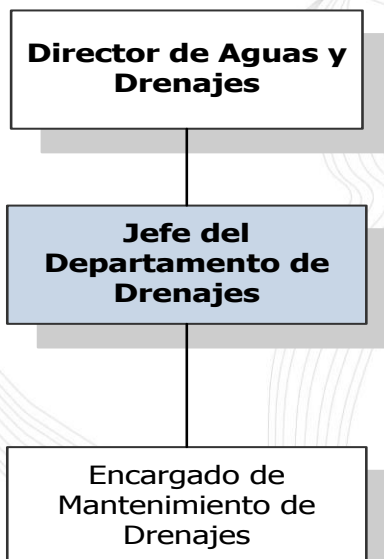 Director de Aguas y
Drenajes
Jefe del
Departamento de
Drenajes
Encargado de
Mantenimiento de
Drenajes